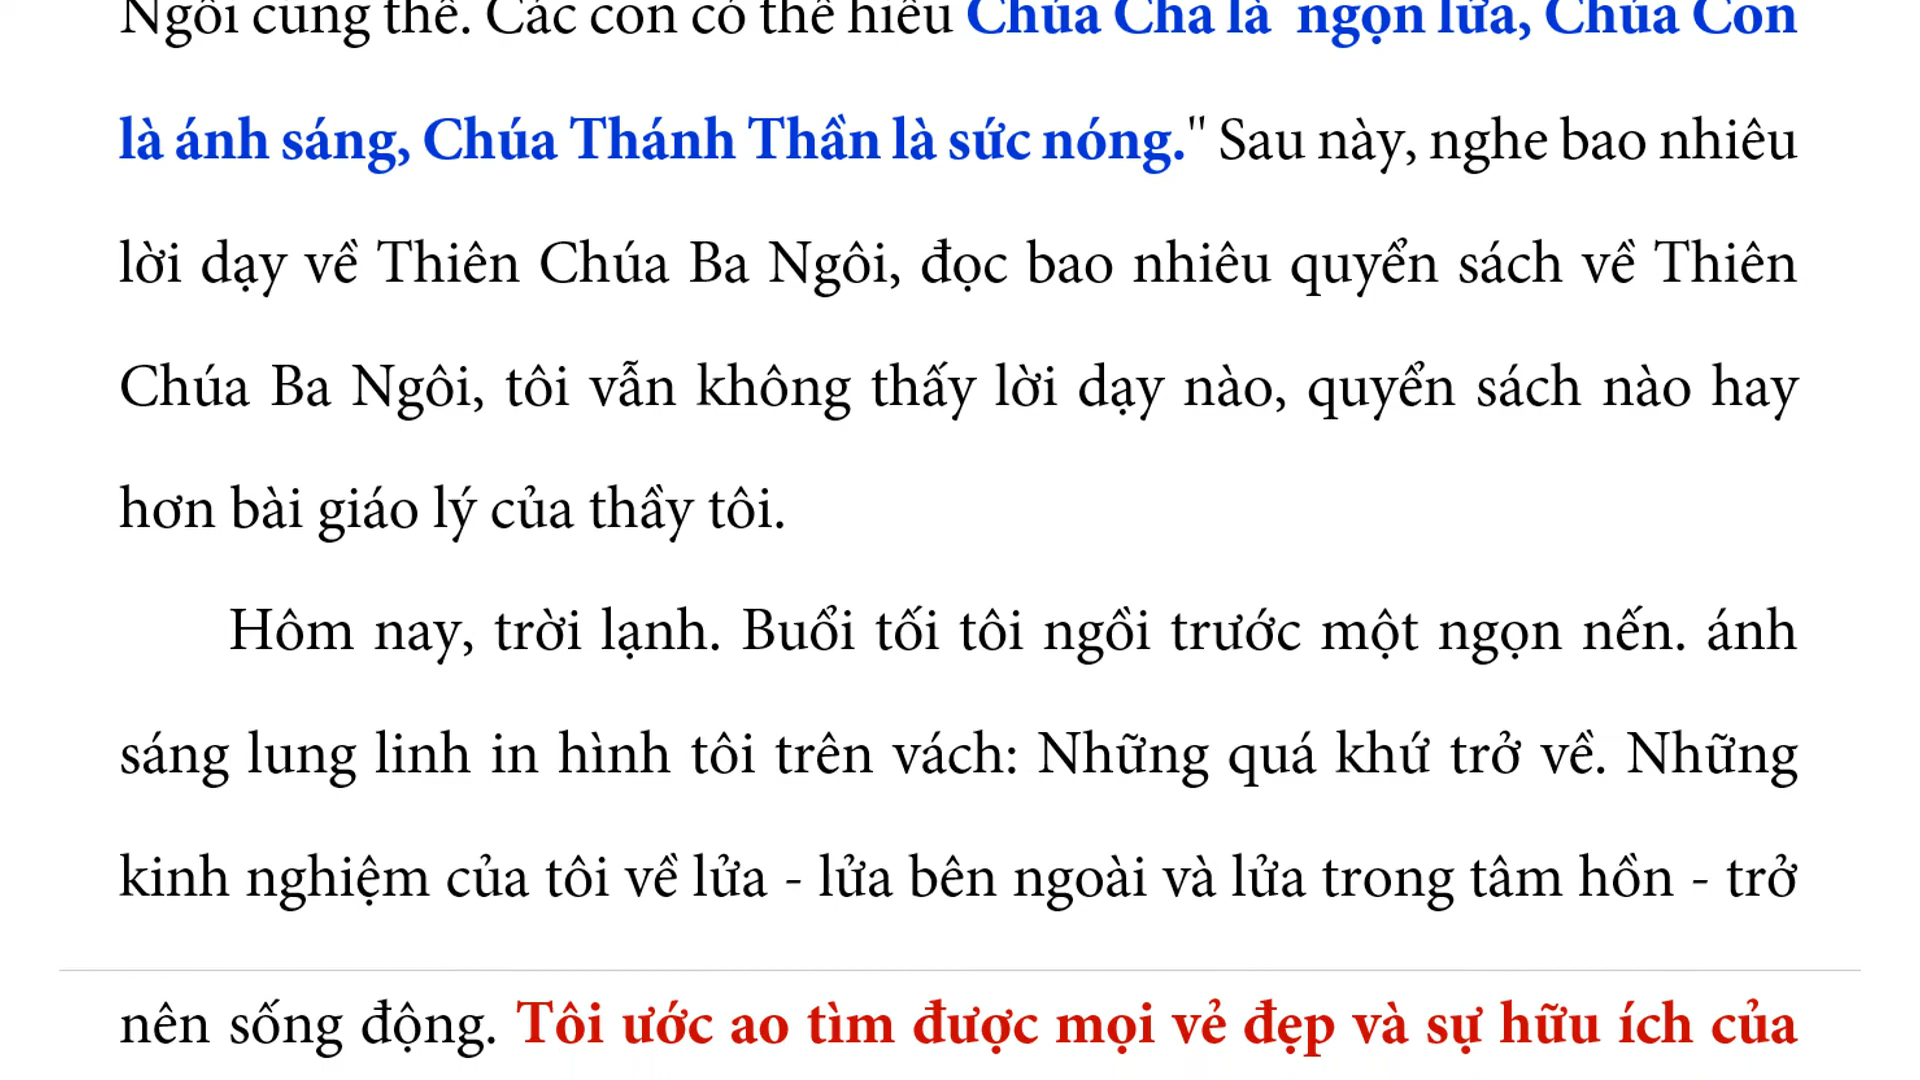 Ngôi cũng thế. Các con có thể hiểu Chúa Cha là  ngọn lửa, Chúa Con
là ánh sáng, Chúa Thánh Thần là sức nóng." Sau này, nghe bao nhiêu
lời dạy về Thiên Chúa Ba Ngôi, đọc bao nhiêu quyển sách về Thiên
Chúa Ba Ngôi, tôi vẫn không thấy lời dạy nào, quyển sách nào hay
hơn bài giáo lý của thầy tôi.
Hôm nay, trời lạnh. Buổi tối tôi ngồi trước một ngọn nến. ánh
sáng lung linh in hình tôi trên vách: Những quá khứ trở về. Những
kinh nghiệm của tôi về lửa - lửa bên ngoài và lửa trong tâm hồn - trở
nên sống động. Tôi ước ao tìm được mọi vẻ đẹp và sự hữu ích của